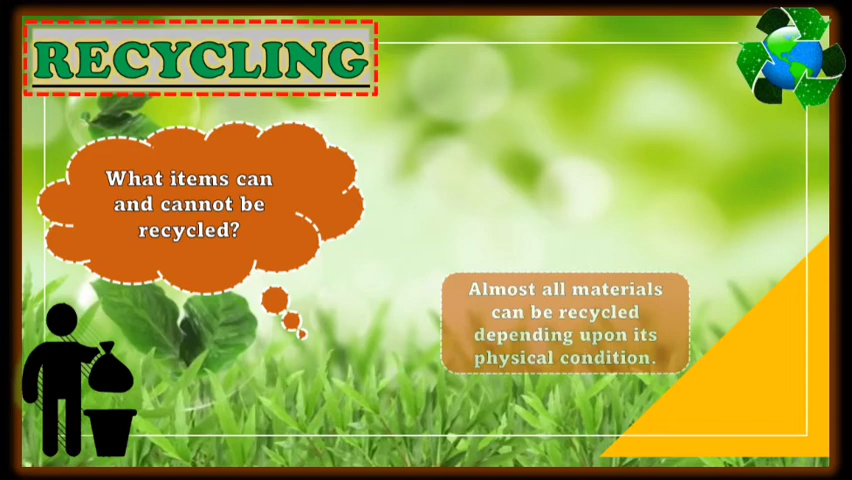 RECYCLING
What items can
and cannot be
recycled?
Almost all materials
can be recycled
depending upon its
physical condition.